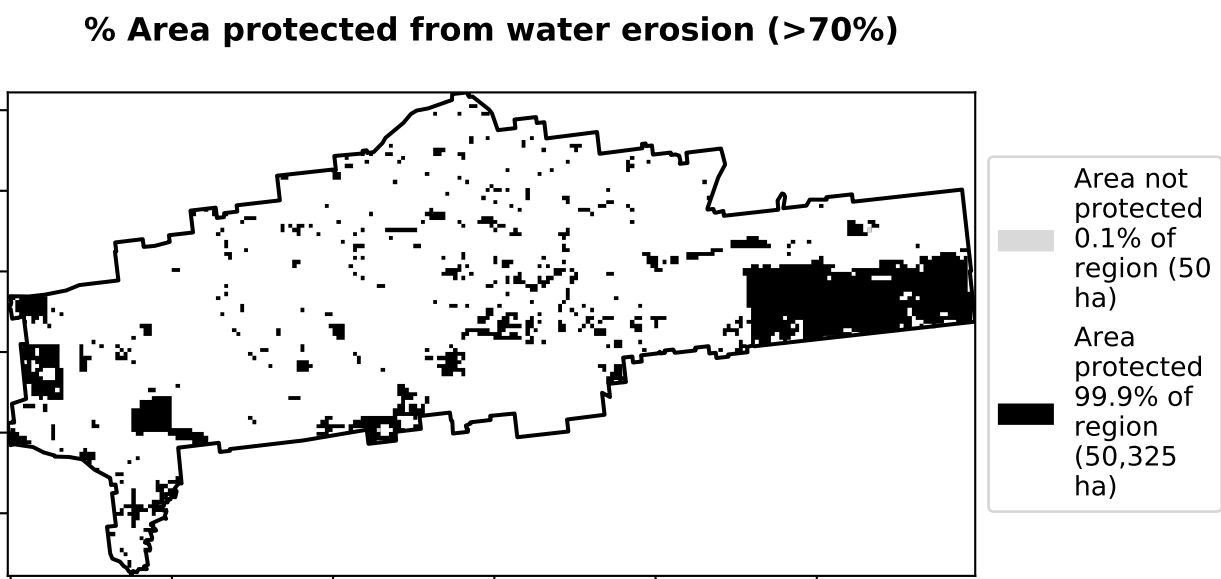 % Area protected from water erosion (>70%)
Area not
protected
0.1% of
region (50
ha)
Area
protected
99.9% of
region
(50,325
ha)